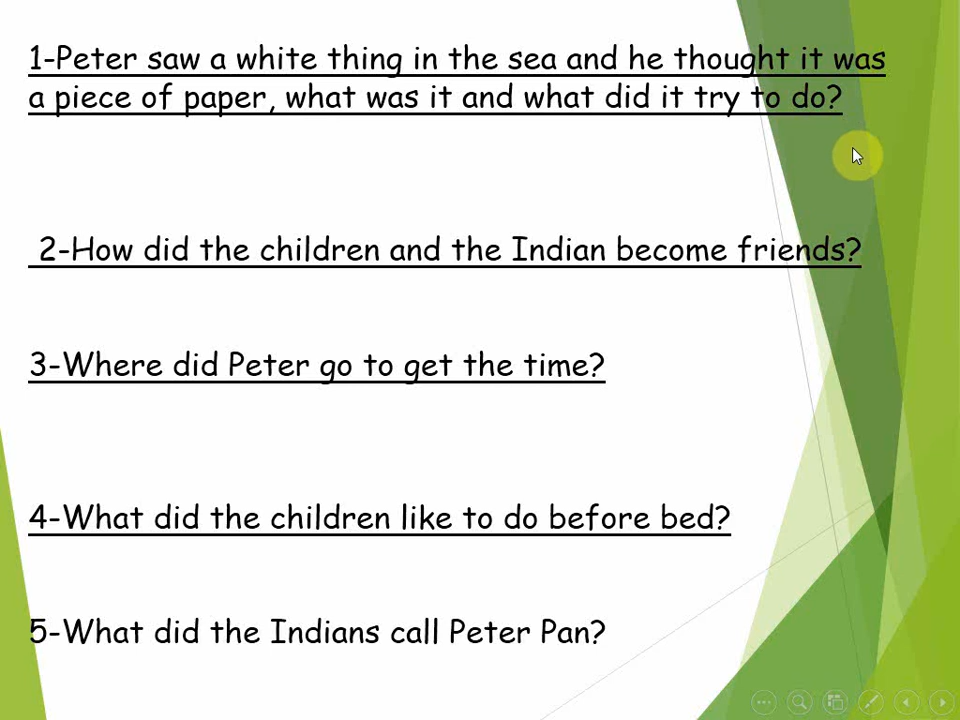 1-Peter saw a white thing in the sea and he thought it was
a piece of paper, what was it and what did it try to do?
2-How did the children and the Indian become friends?
3-Where did Peter go to get the time?
4-What did the children like to do before bed?
5-What did the Indians call Peter Pan?